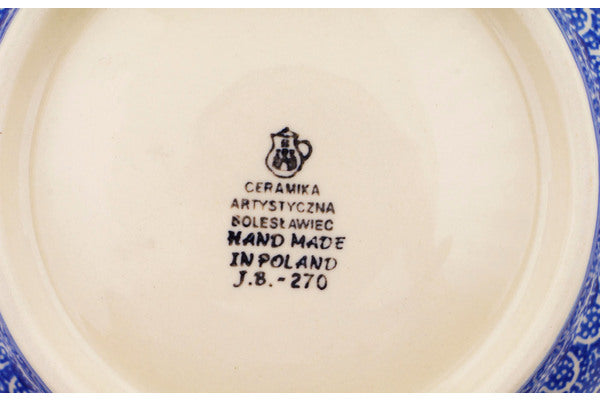 CERAMIKA
ARTYSTYCZNA
BOLESŁAWIEC
HAND MADE
IN POLAND
J.B.-270